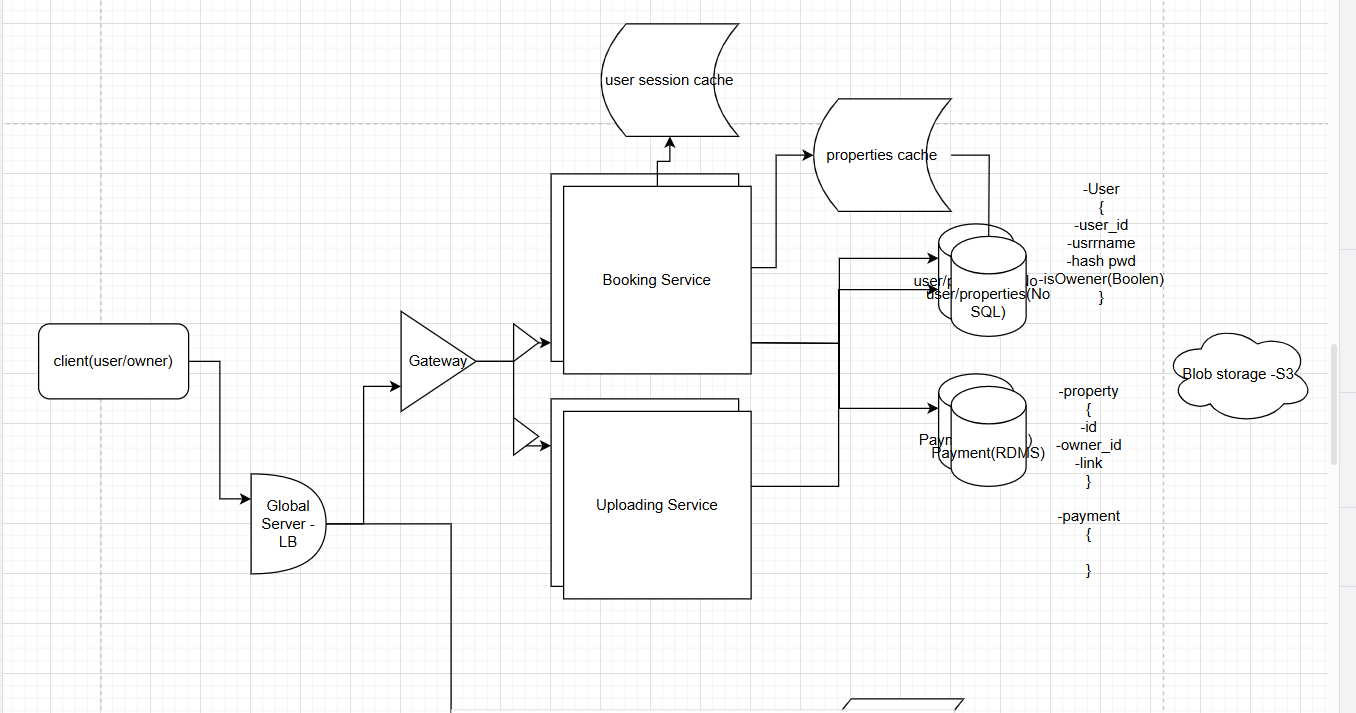 user session cache
properties cache
-User
{
-user_id
-usrrname
-hash pwd
-isOwener(Boolen)
}
Booking Service
user/properties(No
SQL)
client(user/owner)
Gateway
Blob storage -S3
-property
{
-id
-owner_id
-link
}
Payment(RDMS)
Global
Server -
LB
Uploading Service
-payment
{
}